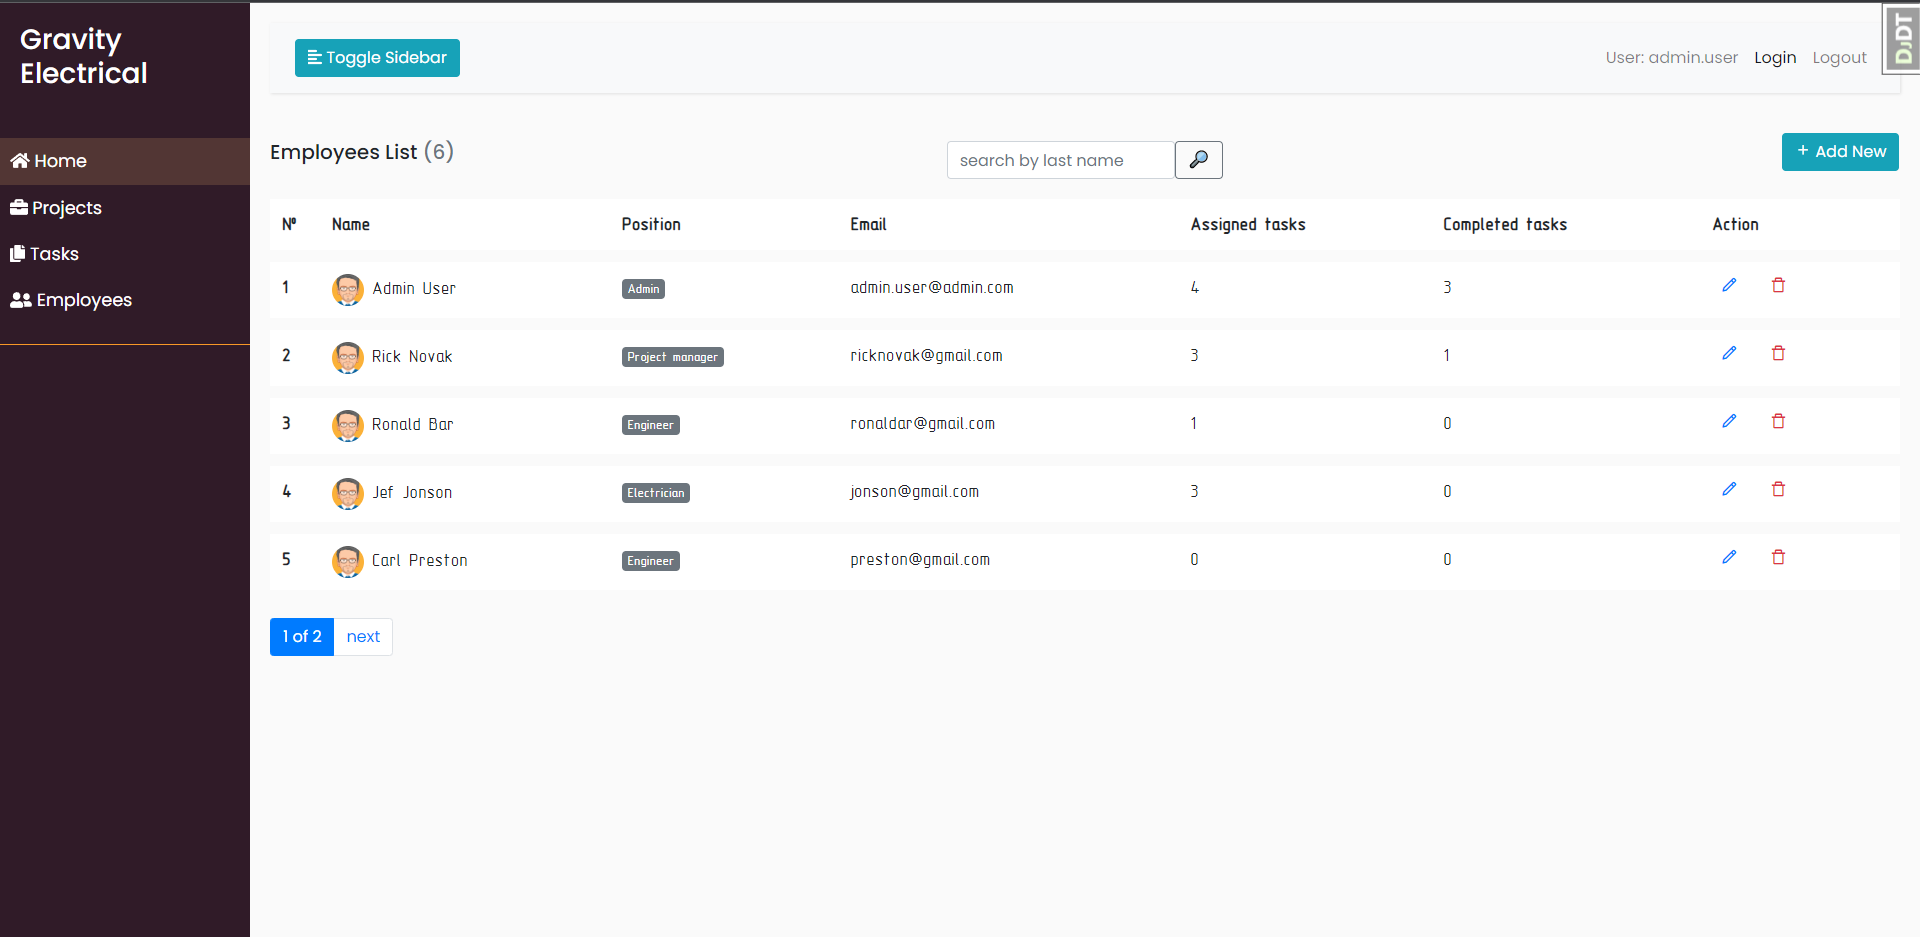 Gravity
Electrical
Home
Projects
Tasks
Employees
Toggle Sidebar
User: admin.user Login Logout
DjDT
Employees List (6)
search by last name
+ Add New
Nº Name Position Email Assigned tasks Completed tasks Action
1 Admin User Admin admin.user@admin.com 4 3
2 Rick Novak Project manager ricknovak@gmail.com 3 1
3 Ronald Bar Engineer ronaldar@gmail.com 1 0
4 Jef Jonson Electrician jonson@gmail.com 3 0
5 Carl Preston Engineer preston@gmail.com 0 0
1 of 2 next